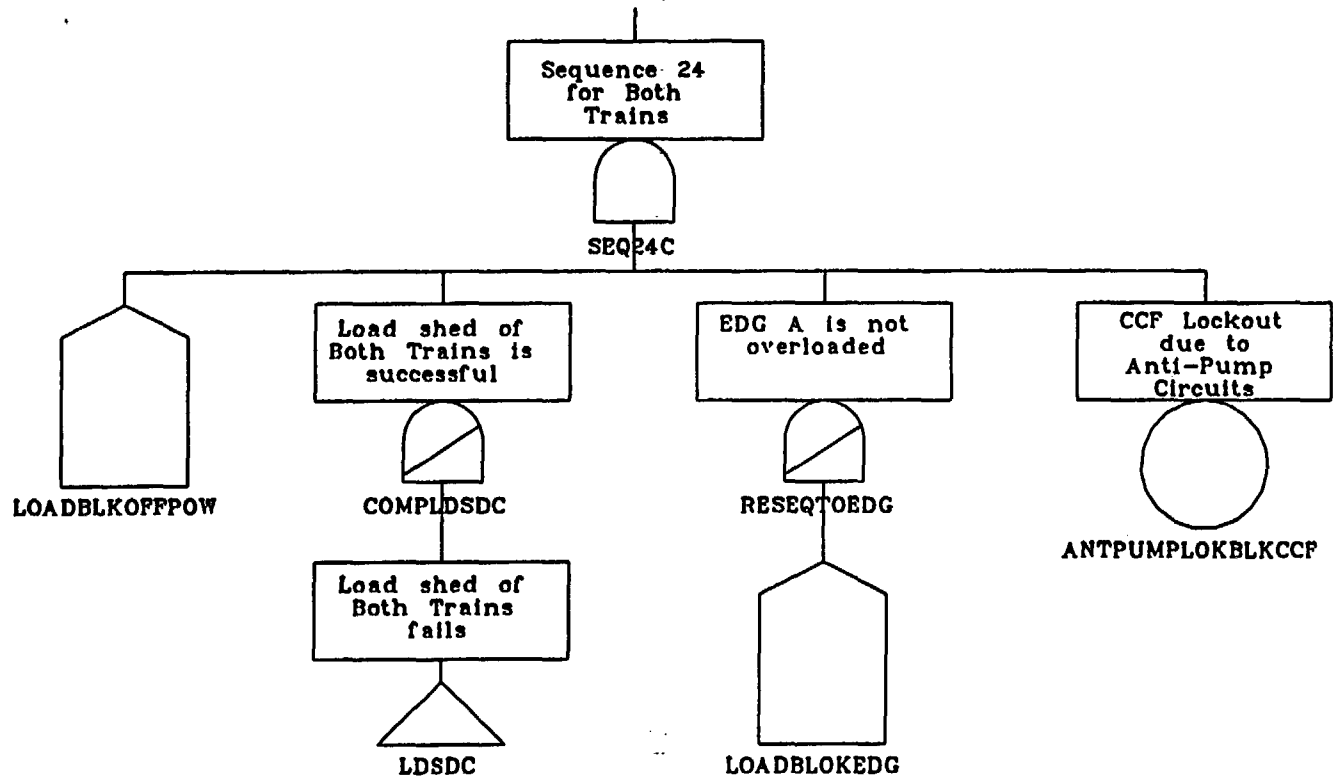 Sequence 24
for Both
Trains
SEQ24C
Load shed of
Both Trains is
successful
EDG A is not
overloaded
CCF Lockout
due to
Anti-Pump
Circuits
LOADBLKOFFPOW
COMPLDSDC
RESEQTOEDG
ANTPUMPLOKBLKCCF
Load shed of
Both Trains
fails
LDSDC
LOADBLOKEDG